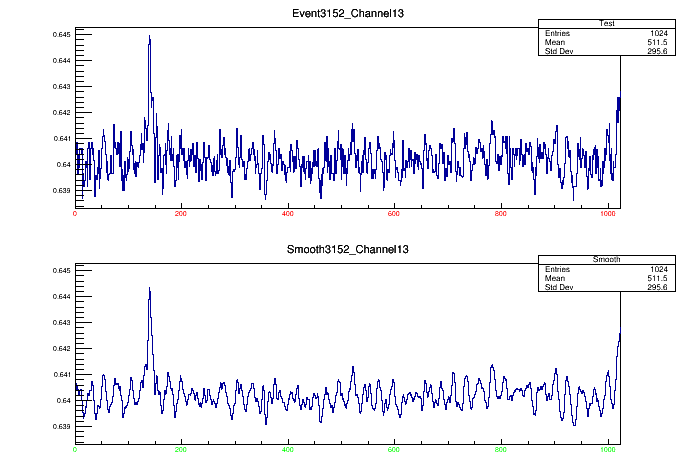 Event3152_Channel13
Test
Entries 1024
Mean 511.5
Std Dev 295.6
0.645
0.644
0.643
0.642
0.641
0.64
0.639
0 200 400 600 800 1000
Smooth3152_Channel13
Smooth
Entries 1024
Mean 511.5
Std Dev 295.6
0.645
0.644
0.643
0.642
0.641
0.64
0.639
0 200 400 600 800 1000